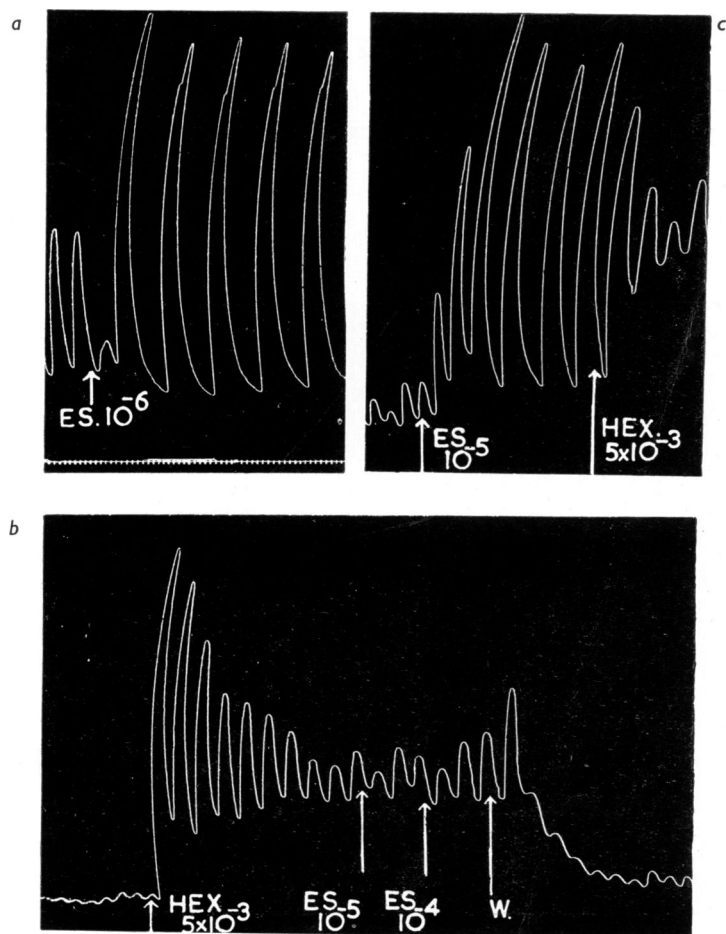 a
c
ES. 10⁻⁶
ES.
10⁻⁵
HEX.
5x10⁻³
b
HEX.
5x10⁻³
ES.
10⁻⁵
ES.
10⁻⁴
W.